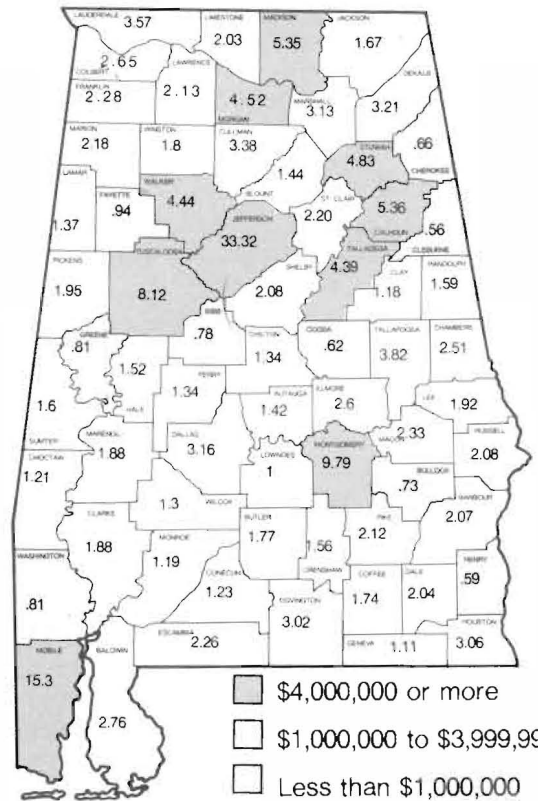 LAUDERDALE
3.57
LIMESTONE
2.03
MADISON
5.35
JACKSON
1.67
COLBERT
2.65
LAWRENCE
2.13
FRANKLIN
2.28
MORGAN
4.52
MARSHALL
3.13
DEKALB
3.21
MARION
2.18
WINSTON
1.8
CULLMAN
3.38
ETOWAH
4.83
CHEROKEE
.66
LAMAR
1.37
FAYETTE
.94
WALKER
4.44
BLOUNT
1.44
ST. CLAIR
2.20
CALHOUN
5.36
CLEBURNE
.56
JEFFERSON
33.32
TALLADEGA
4.39
PICKENS
1.95
TUSCALOOSA
8.12
SHELBY
2.08
CLAY
1.18
RANDOLPH
1.59
GREENE
.81
BIBB
.78
CHILTON
1.34
COOSA
.62
TALLAPOOSA
3.82
CHAMBERS
2.51
HALE
1.52
PERRY
1.34
AUTAUGA
1.42
ELMORE
2.6
LEE
1.92
SUMTER
1.6
MARENGO
1.88
DALLAS
3.16
MACON
2.33
RUSSELL
2.08
CHOCTAW
1.21
LOWNDES
1
MONTGOMERY
9.79
BULLOCK
.73
BARBOUR
2.07
CLARKE
1.88
WILCOX
1.3
BUTLER
1.77
CRENSHAW
1.56
PIKE
2.12
WASHINGTON
.81
MONROE
1.19
CONECUH
1.23
COFFEE
1.74
DALE
2.04
HENRY
.59
COVINGTON
3.02
ESCAMBIA
2.26
GENEVA
1.11
HOUSTON
3.06
MOBILE
15.3
BALDWIN
2.76
$4,000,000 or more
$1,000,000 to $3,999,99
Less than $1,000,000